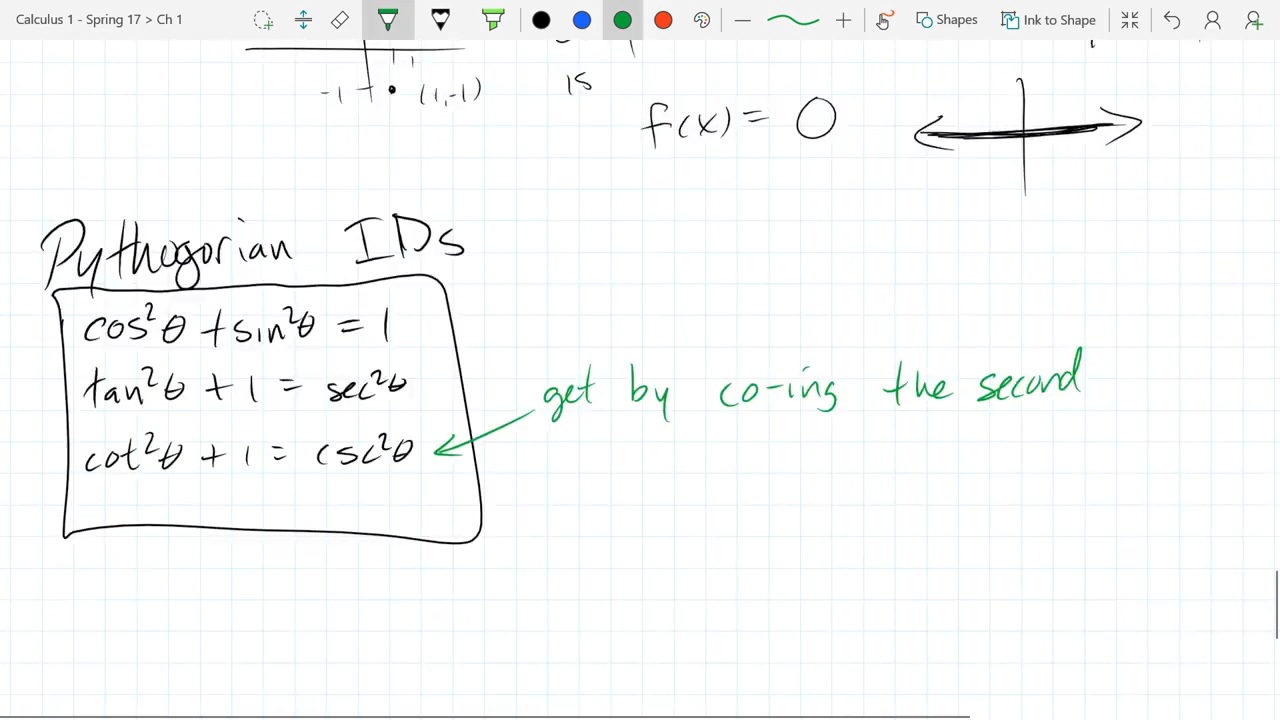 Calculus 1 - Spring 17 > Ch 1
Shapes
Ink to Shape
-1
(1,-1)
is
f(x) = 0
Pythogorian IDs
cos²θ + sin²θ = 1
tan²θ + 1 = sec²θ
cot²θ + 1 = csc²θ
get by co-ing the second